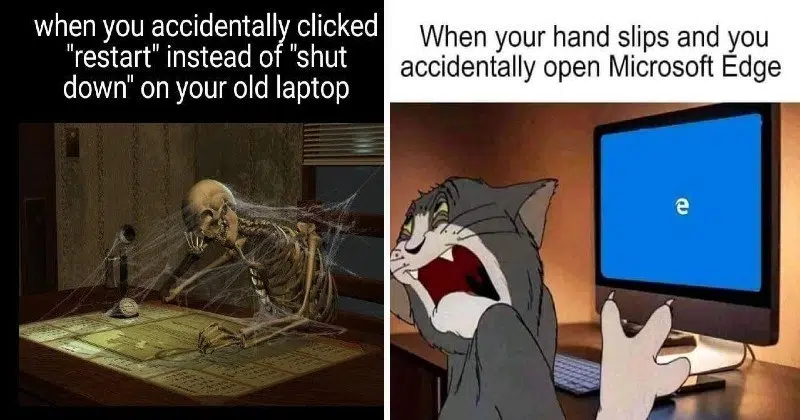 when you accidentally clicked
"restart" instead of "shut
down" on your old laptop
When your hand slips and you
accidentally open Microsoft Edge
e